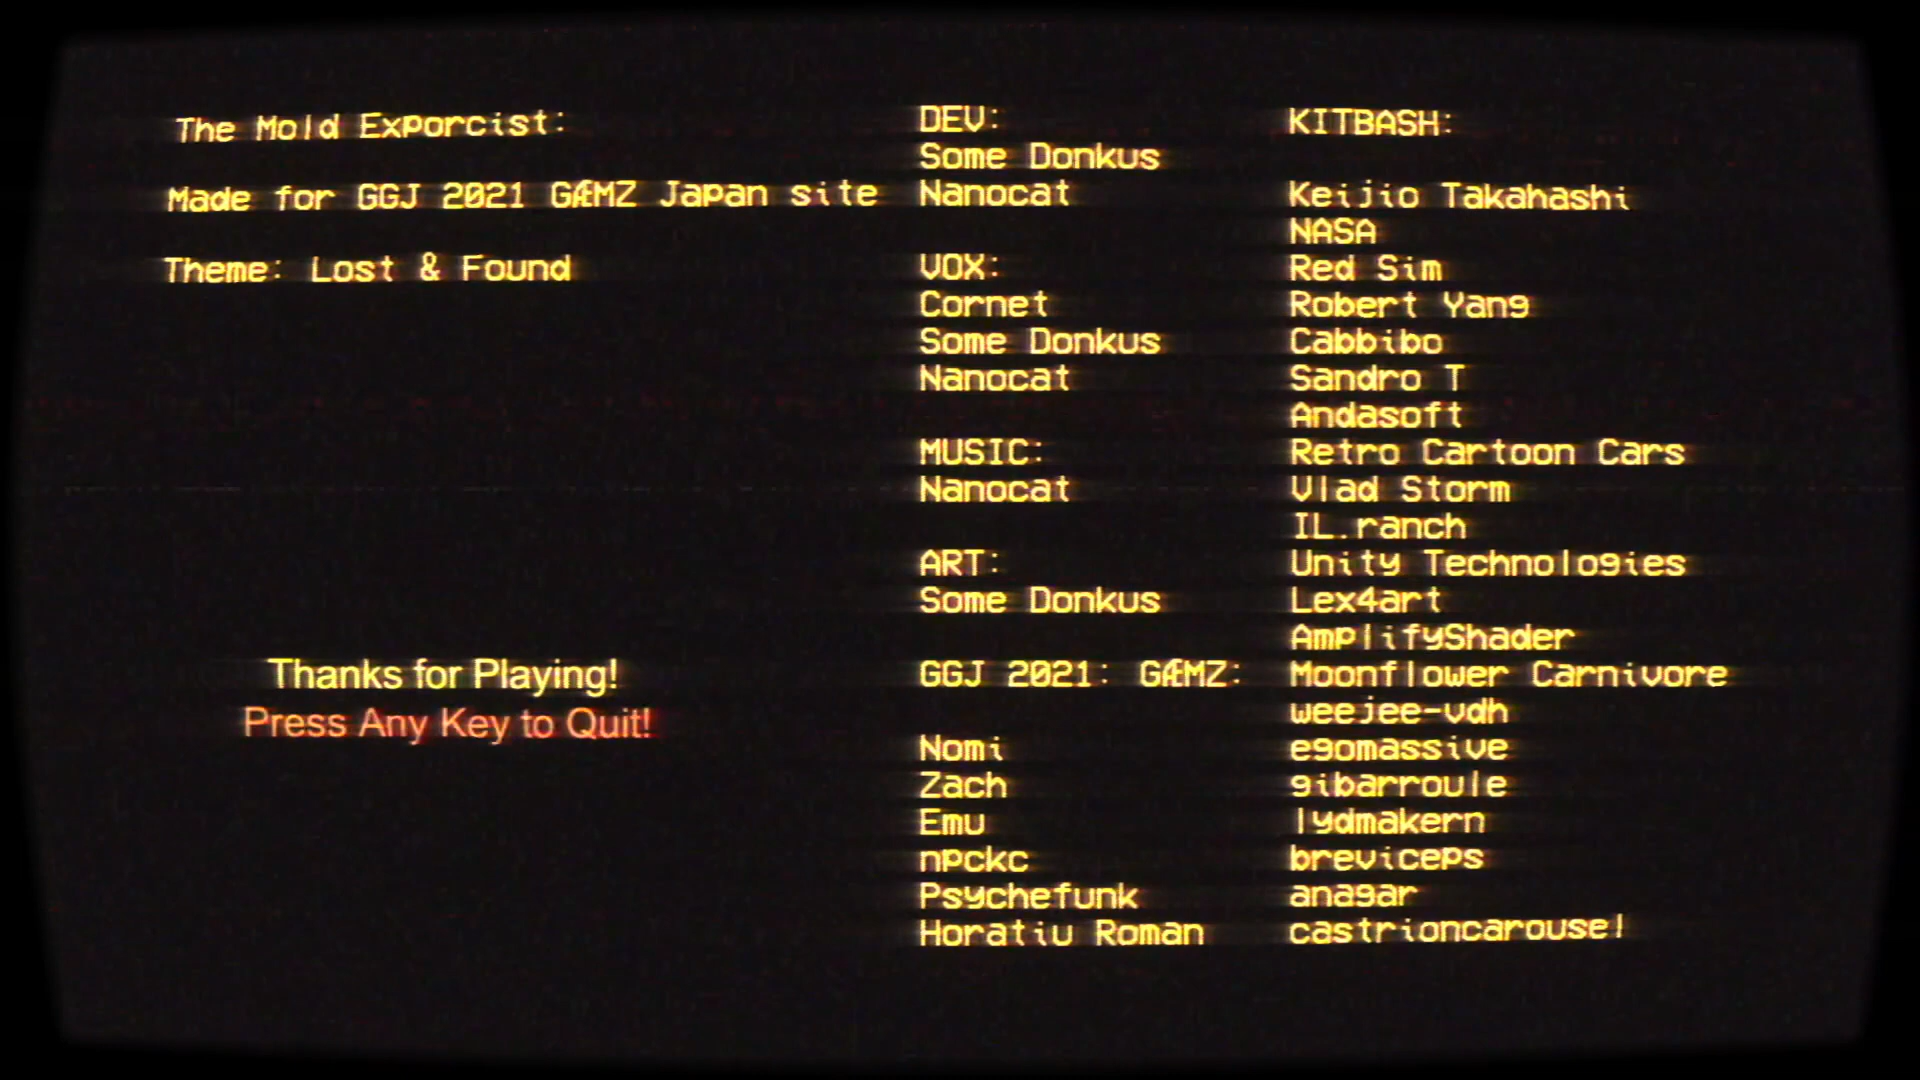 The Mold Exporcist:
Made for GGJ 2021 GÆMZ Japan site
Theme: Lost & Found
Thanks for Playing!
Press Any Key to Quit!
DEV:
Some Donkus
Nanocat
VOX:
Cornet
Some Donkus
Nanocat
MUSIC:
Nanocat
ART:
Some Donkus
GGJ 2021: GÆMZ:
Nomi
Zach
Emu
npckc
Psychefunk
Horatiu Roman
KITBASH:
Keijio Takahashi
NASA
Red Sim
Robert Yang
Cabbibo
Sandro T
Andasoft
Retro Cartoon Cars
Vlad Storm
IL.ranch
Unity Technologies
Lex4art
AmplifyShader
Moonflower Carnivore
weejee-vdh
egomassive
gibarroule
lydmakern
breviceps
anagar
castrioncarousel